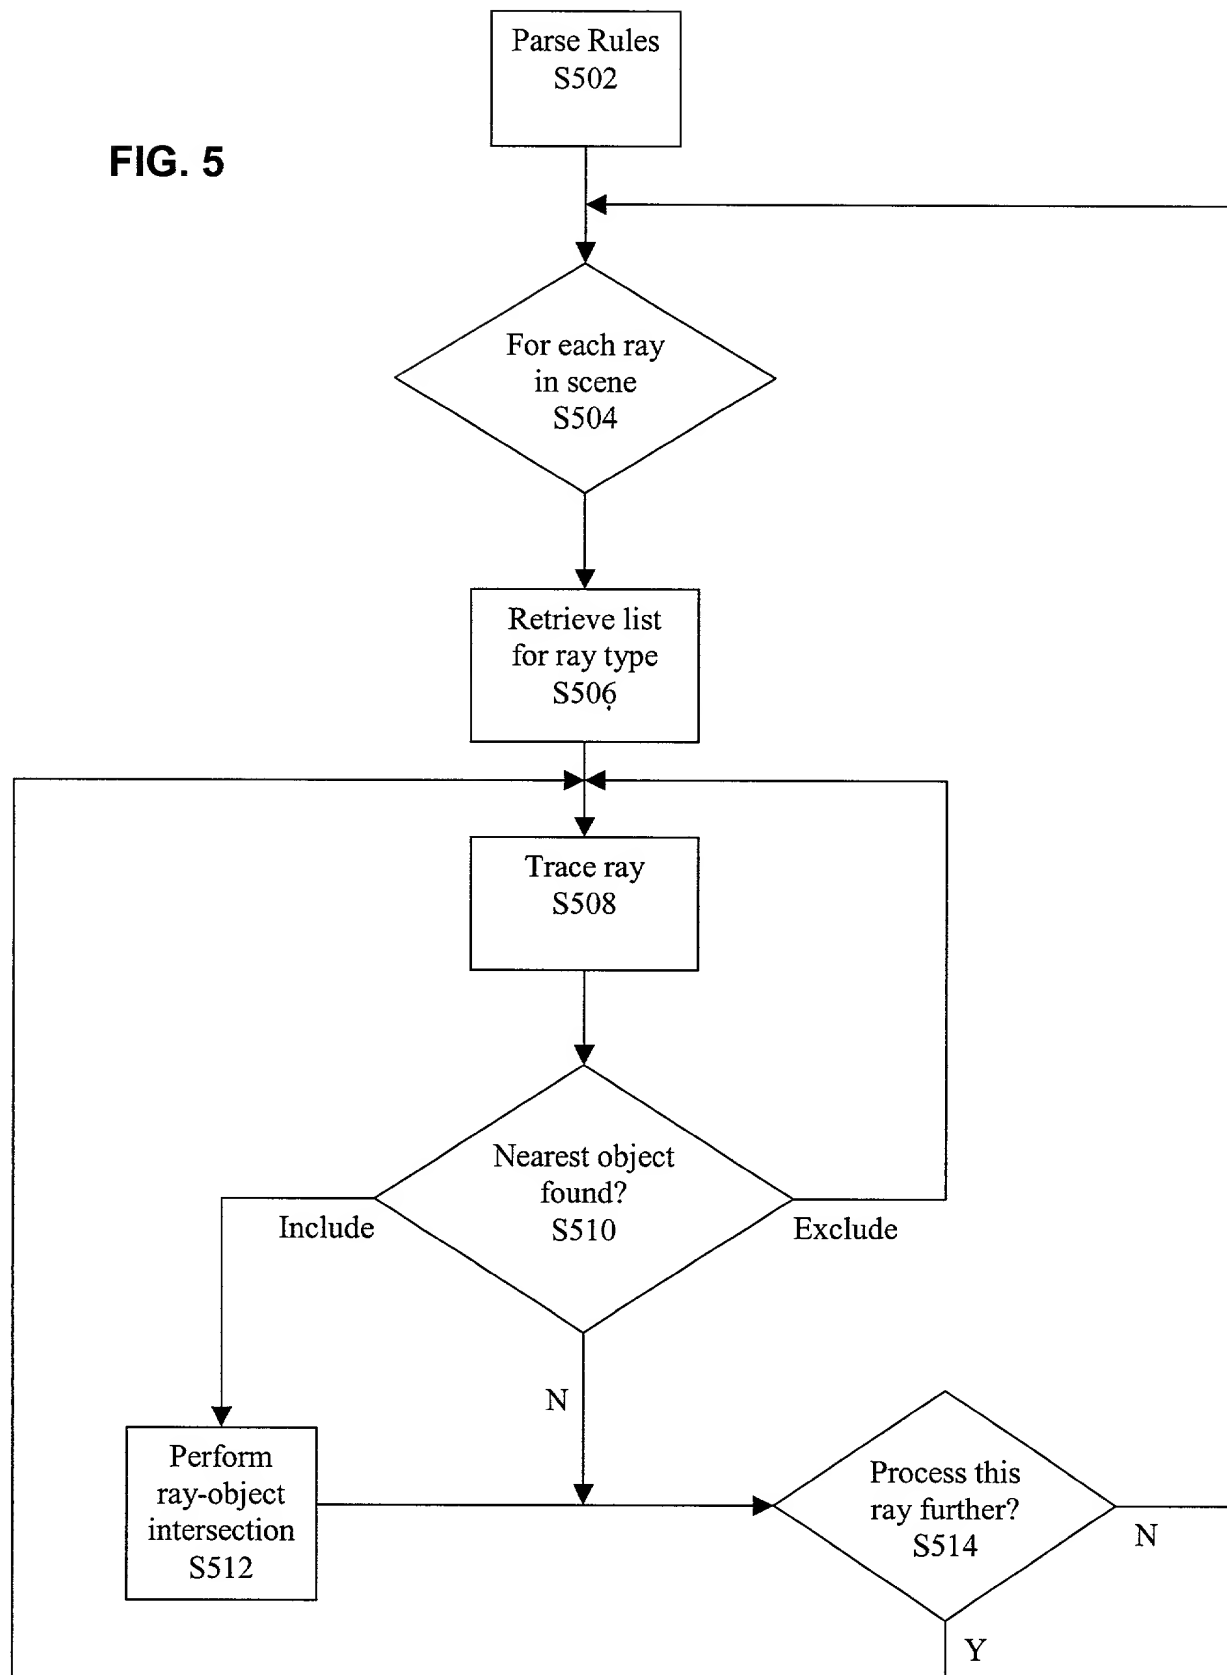 Parse Rules
S502
FIG. 5
For each ray
in scene
S504
Retrieve list
for ray type
S506
Trace ray
S508
Nearest object
found?
S510
Include
Exclude
N
Perform
ray-object
intersection
S512
Process this
ray further?
S514
N
Y